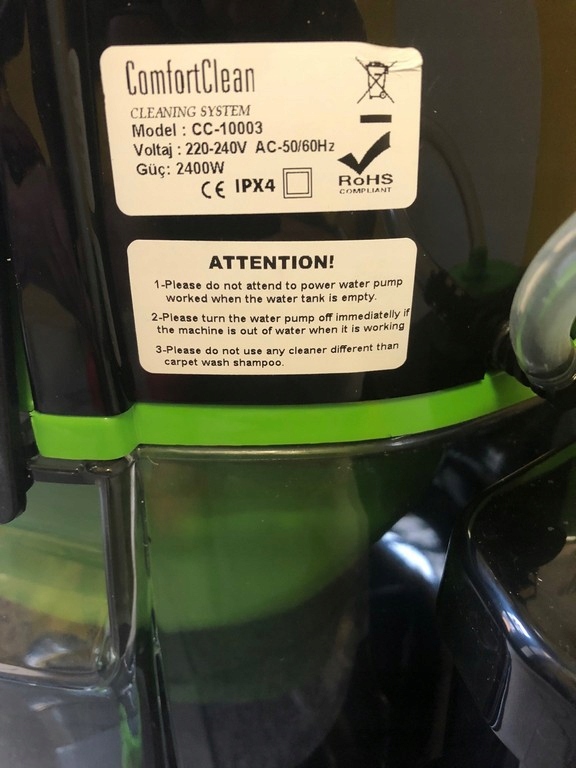 ComfortClean
CLEANING SYSTEM
Model : CC-10003
Voltaj : 220-240V AC-50/60Hz
Güç: 2400W
CE IPX4
RoHS
COMPLIANT
ATTENTION!
1-Please do not attend to power water pump
worked when the water tank is empty.
2-Please turn the water pump off immediatelly if
the machine is out of water when it is working
3-Please do not use any cleaner different than
carpet wash shampoo.